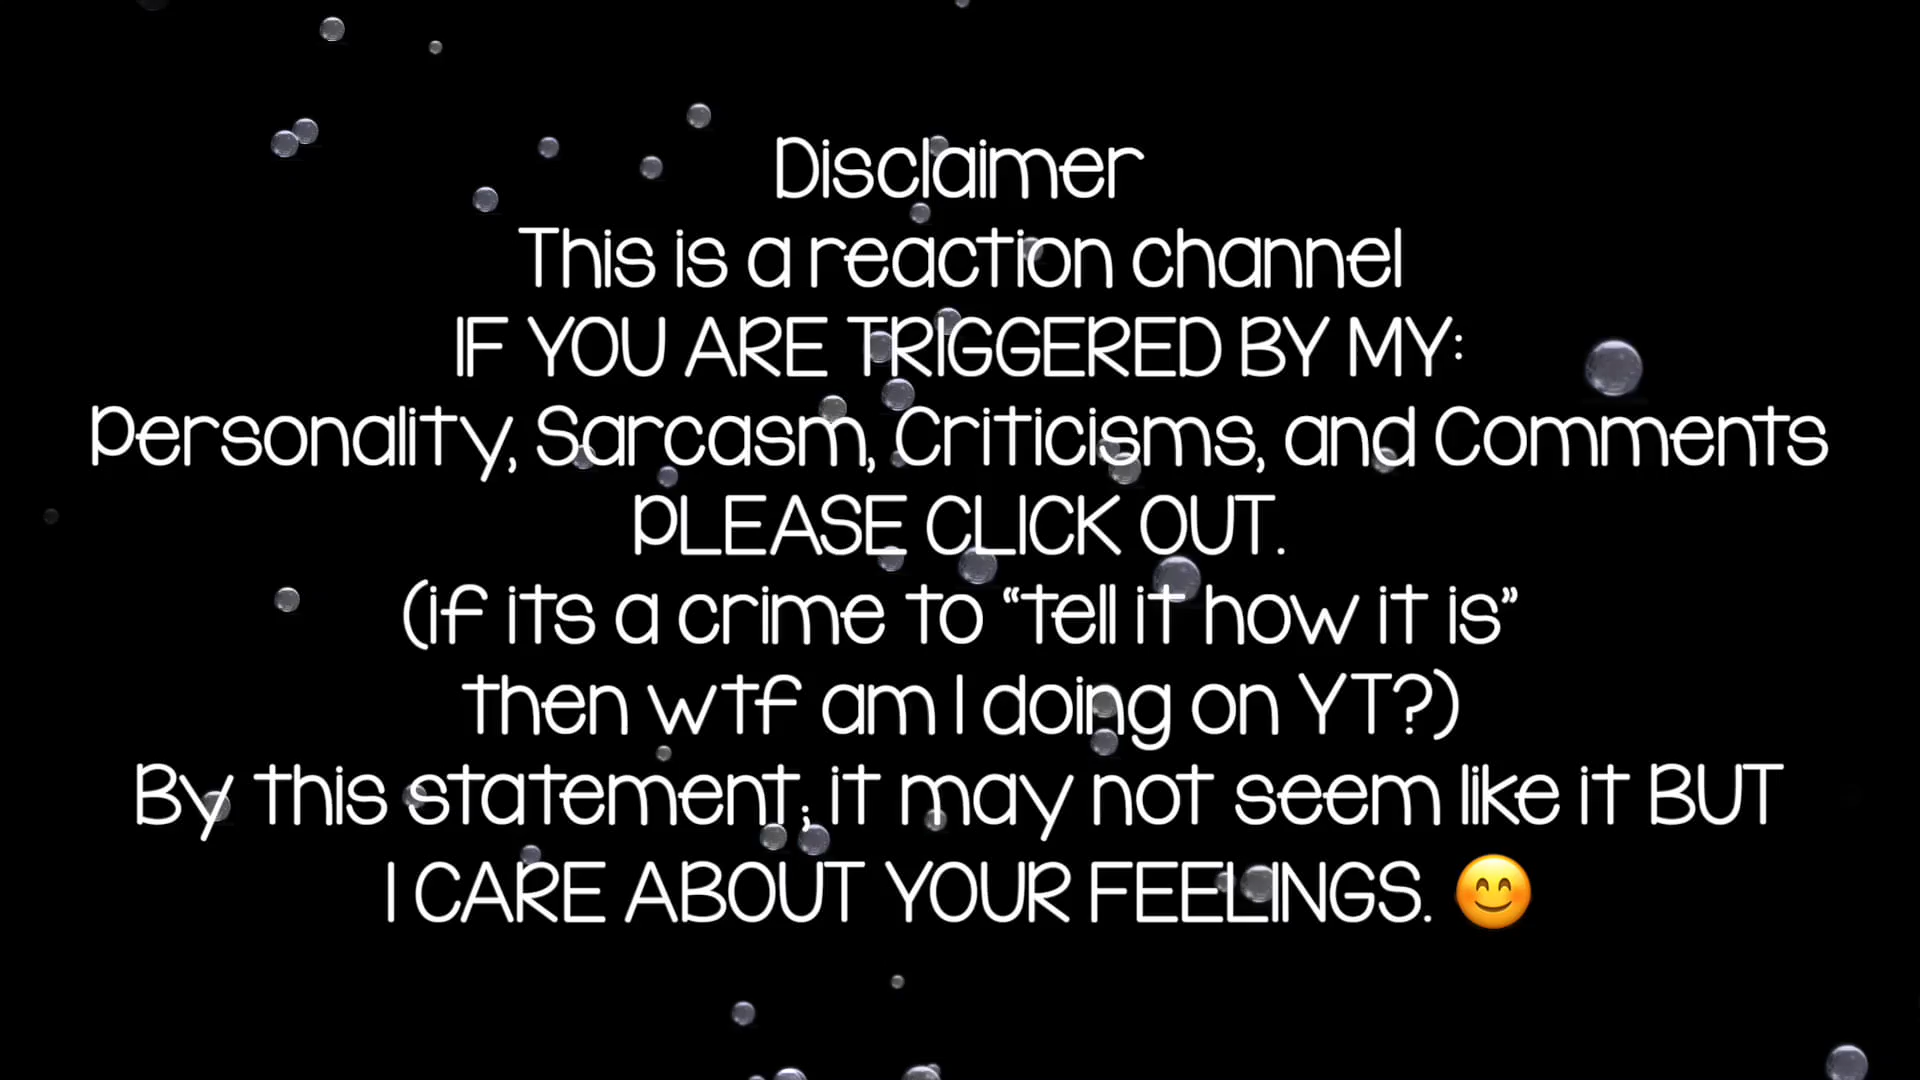 Disclaimer
This is a reaction channel
IF YOU ARE TRIGGERED BY MY:
Personality, Sarcasm, Criticisms, and Comments
PLEASE CLICK OUT.
(if its a crime to “tell it how it is”
then wtf am I doing on YT?)
By this statement; it may not seem like it BUT
I CARE ABOUT YOUR FEELINGS. 😊